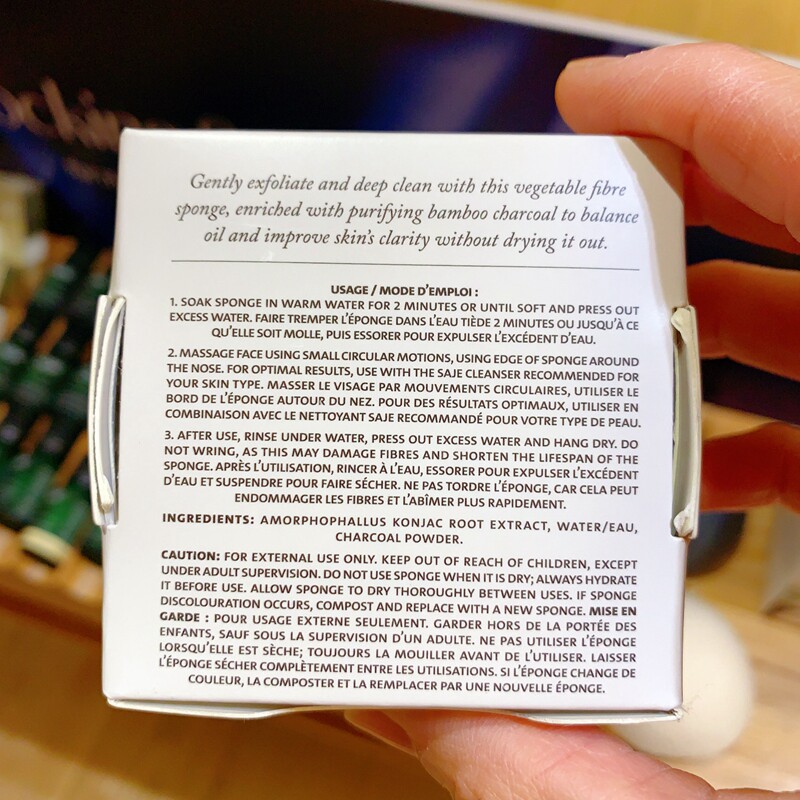 Gently exfoliate and deep clean with this vegetable fibre
sponge, enriched with purifying bamboo charcoal to balance
oil and improve skin's clarity without drying it out.
USAGE / MODE D'EMPLOI :
1. SOAK SPONGE IN WARM WATER FOR 2 MINUTES OR UNTIL SOFT AND PRESS OUT
EXCESS WATER. FAIRE TREMPER L'ÉPONGE DANS L'EAU TIÈDE 2 MINUTES OU JUSQU'À CE
QU'ELLE SOIT MOLLE, PUIS ESSORER POUR EXPULSER L'EXCÉDENT D'EAU.
2. MASSAGE FACE USING SMALL CIRCULAR MOTIONS, USING EDGE OF SPONGE AROUND
THE NOSE. FOR OPTIMAL RESULTS, USE WITH THE SAJE CLEANSER RECOMMENDED FOR
YOUR SKIN TYPE. MASSER LE VISAGE PAR MOUVEMENTS CIRCULAIRES, UTILISER LE
BORD DE L'ÉPONGE AUTOUR DU NEZ. POUR DES RÉSULTATS OPTIMAUX, UTILISER EN
COMBINAISON AVEC LE NETTOYANT SAJE RECOMMANDÉ POUR VOTRE TYPE DE PEAU.
3. AFTER USE, RINSE UNDER WATER, PRESS OUT EXCESS WATER AND HANG DRY. DO
NOT WRING, AS THIS MAY DAMAGE FIBRES AND SHORTEN THE LIFESPAN OF THE
SPONGE. APRÈS L'UTILISATION, RINCER À L'EAU, ESSORER POUR EXPULSER L'EXCÉDENT
D'EAU ET SUSPENDRE POUR FAIRE SÉCHER. NE PAS TORDRE L'ÉPONGE, CAR CELA PEUT
ENDOMMAGER LES FIBRES ET L'ABÎMER PLUS RAPIDEMENT.
INGREDIENTS: AMORPHOPHALLUS KONJAC ROOT EXTRACT, WATER/EAU,
CHARCOAL POWDER.
CAUTION: FOR EXTERNAL USE ONLY. KEEP OUT OF REACH OF CHILDREN, EXCEPT
UNDER ADULT SUPERVISION. DO NOT USE SPONGE WHEN IT IS DRY; ALWAYS HYDRATE
IT BEFORE USE. ALLOW SPONGE TO DRY THOROUGHLY BETWEEN USES. IF SPONGE
DISCOLOURATION OCCURS, COMPOST AND REPLACE WITH A NEW SPONGE. MISE EN
GARDE : POUR USAGE EXTERNE SEULEMENT. GARDER HORS DE LA PORTÉE DES
ENFANTS, SAUF SOUS LA SUPERVISION D'UN ADULTE. NE PAS UTILISER L'ÉPONGE
LORSQU'ELLE EST SÈCHE; TOUJOURS LA MOUILLER AVANT DE L'UTILISER. LAISSER
L'ÉPONGE SÉCHER COMPLÈTEMENT ENTRE LES UTILISATIONS. SI L'ÉPONGE CHANGE DE
COULEUR, LA COMPOSTER ET LA REMPLACER PAR UNE NOUVELLE ÉPONGE.